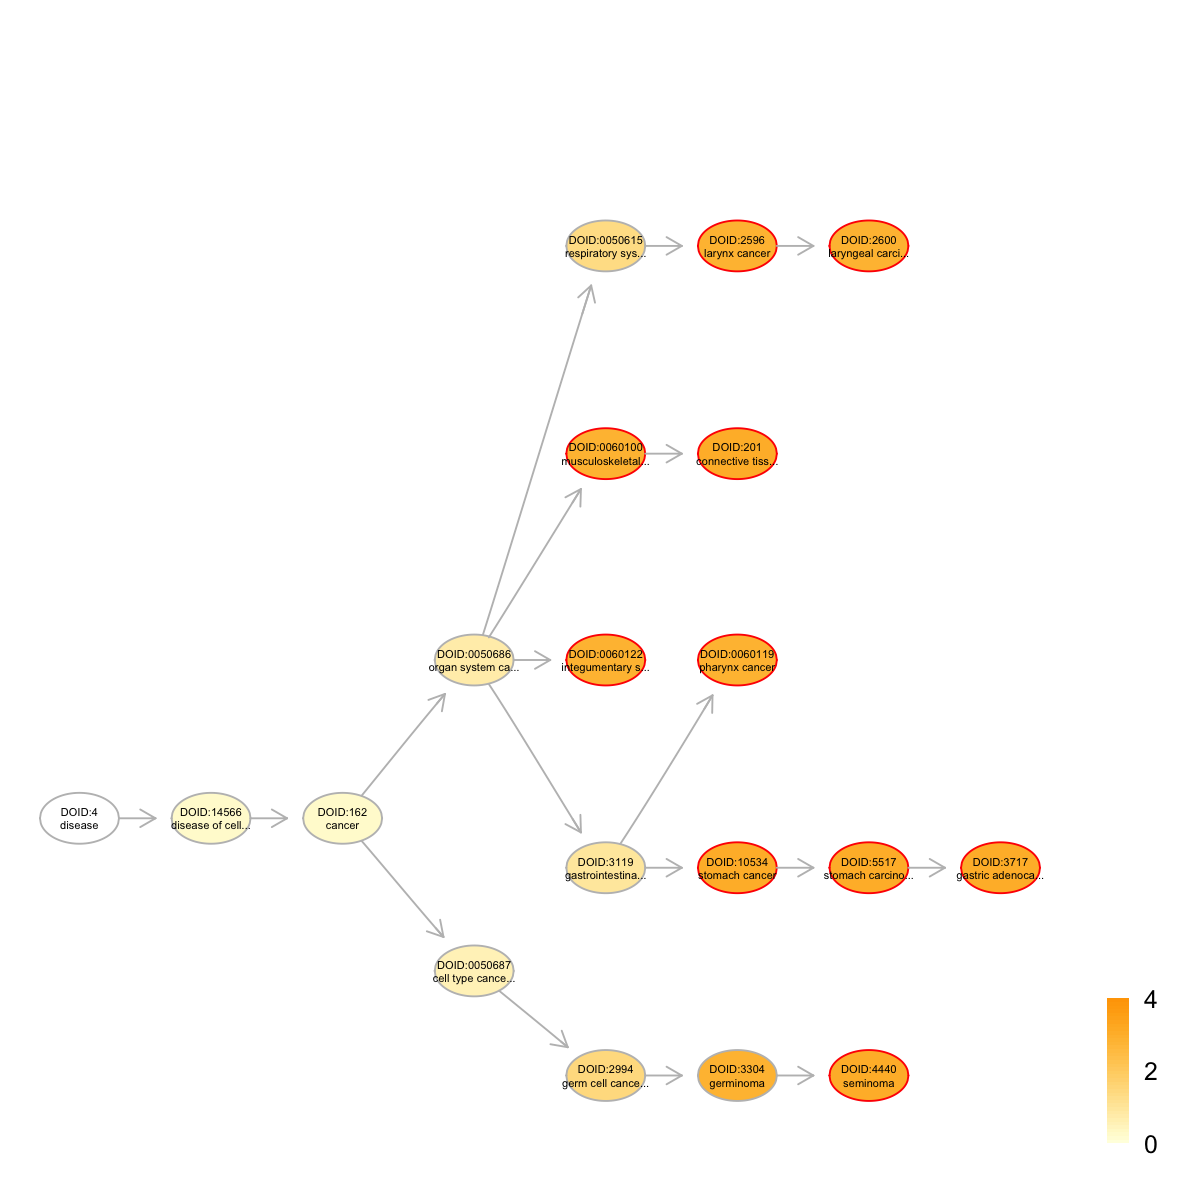 DOID:0050615
respiratory sys...
DOID:2596
larynx cancer
DOID:2600
laryngeal carci...
DOID:0060100
musculoskeletal...
DOID:201
connective tiss...
DOID:0050686
organ system ca...
DOID:0060122
integumentary s...
DOID:0060119
pharynx cancer
DOID:4
disease
DOID:14566
disease of cell...
DOID:162
cancer
DOID:3119
gastrointestina...
DOID:10534
stomach cancer
DOID:5517
stomach carcino...
DOID:3717
gastric adenoca...
DOID:0050687
cell type cance...
DOID:2994
germ cell cance...
DOID:3304
germinoma
DOID:4440
seminoma
4
2
0